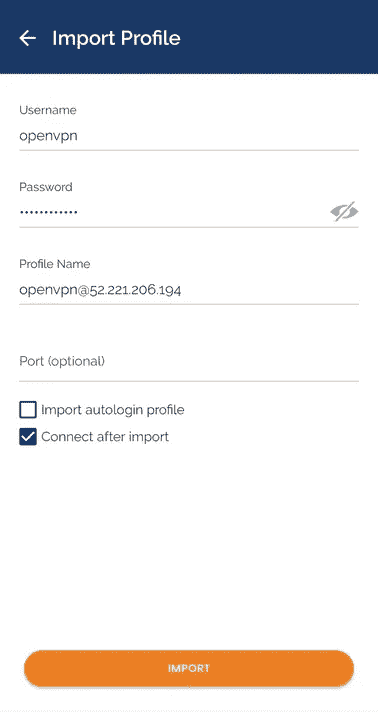 Import Profile
Username
openvpn
Password
••••••••••••
Profile Name
openvpn@52.221.206.194
Port (optional)
Import autologin profile
Connect after import
IMPORT